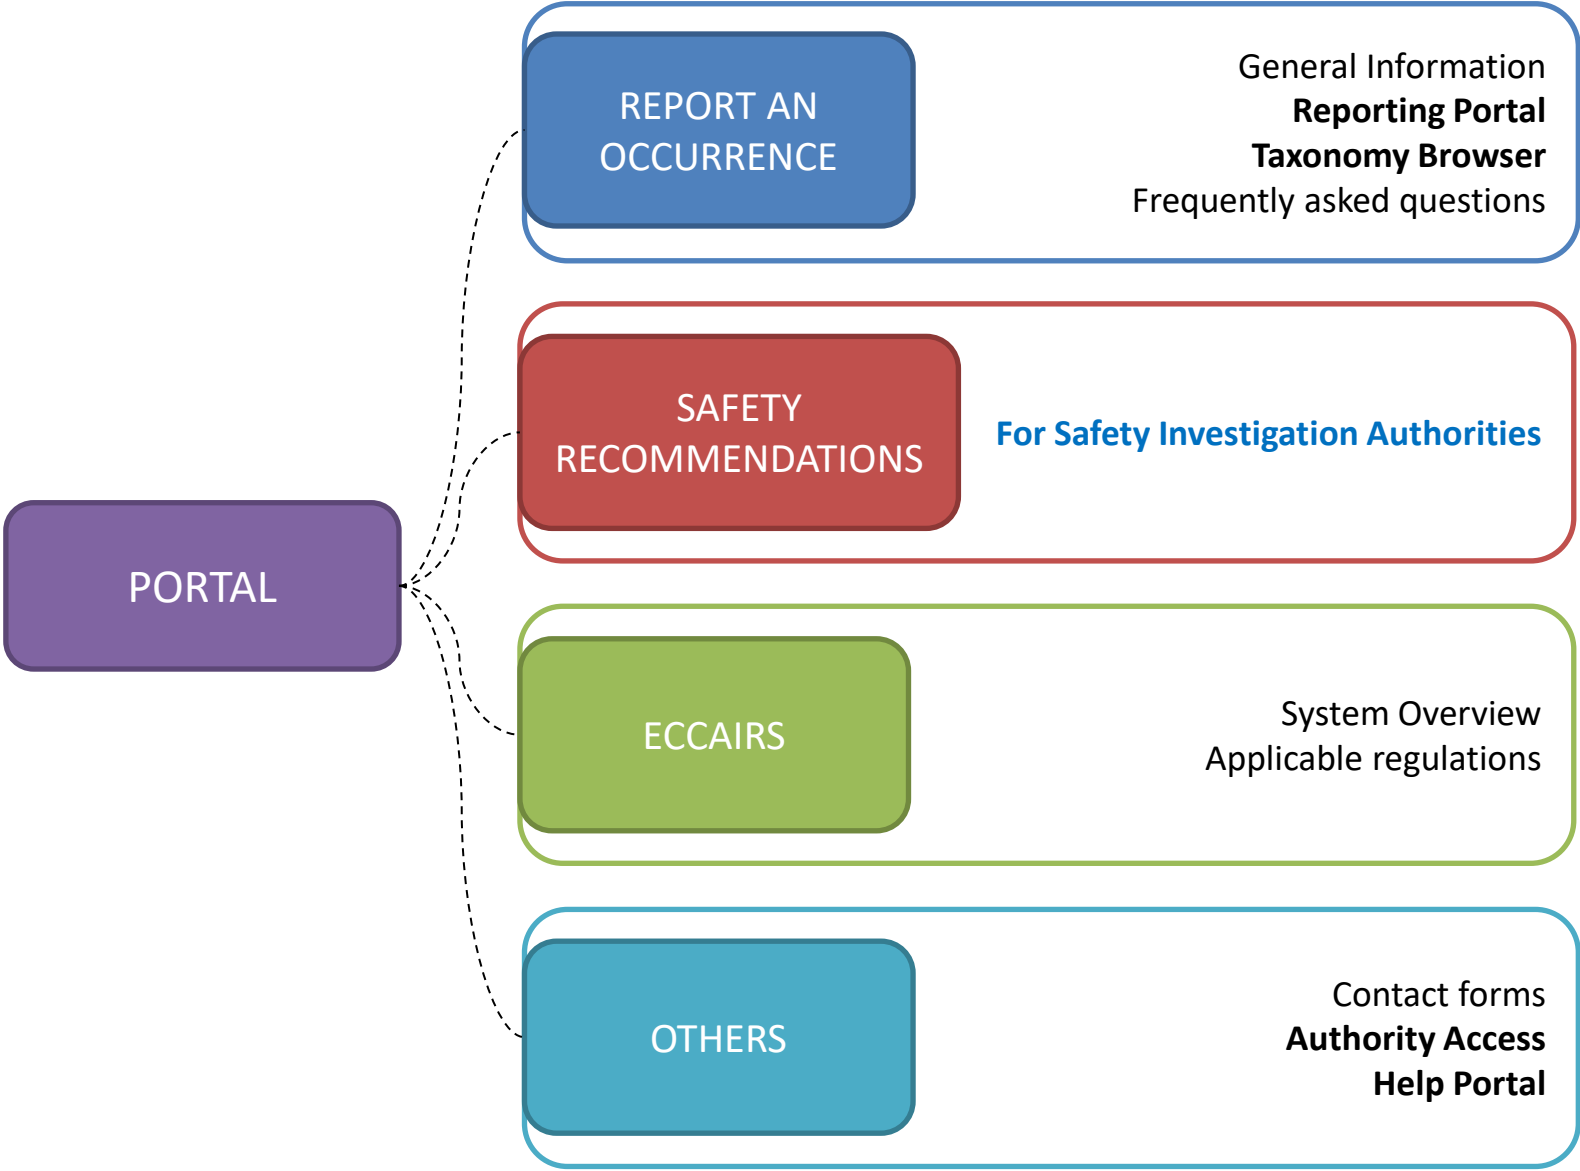 PORTAL
REPORT AN
OCCURRENCE
General Information
Reporting Portal
Taxonomy Browser
Frequently asked questions
SAFETY
RECOMMENDATIONS
For Safety Investigation Authorities
ECCAIRS
System Overview
Applicable regulations
OTHERS
Contact forms
Authority Access
Help Portal